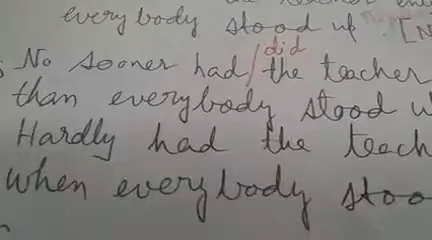 everybody stood up. [N
No sooner had/did the teacher
than everybody stood u
Hardly had the teach
when everybody stoo